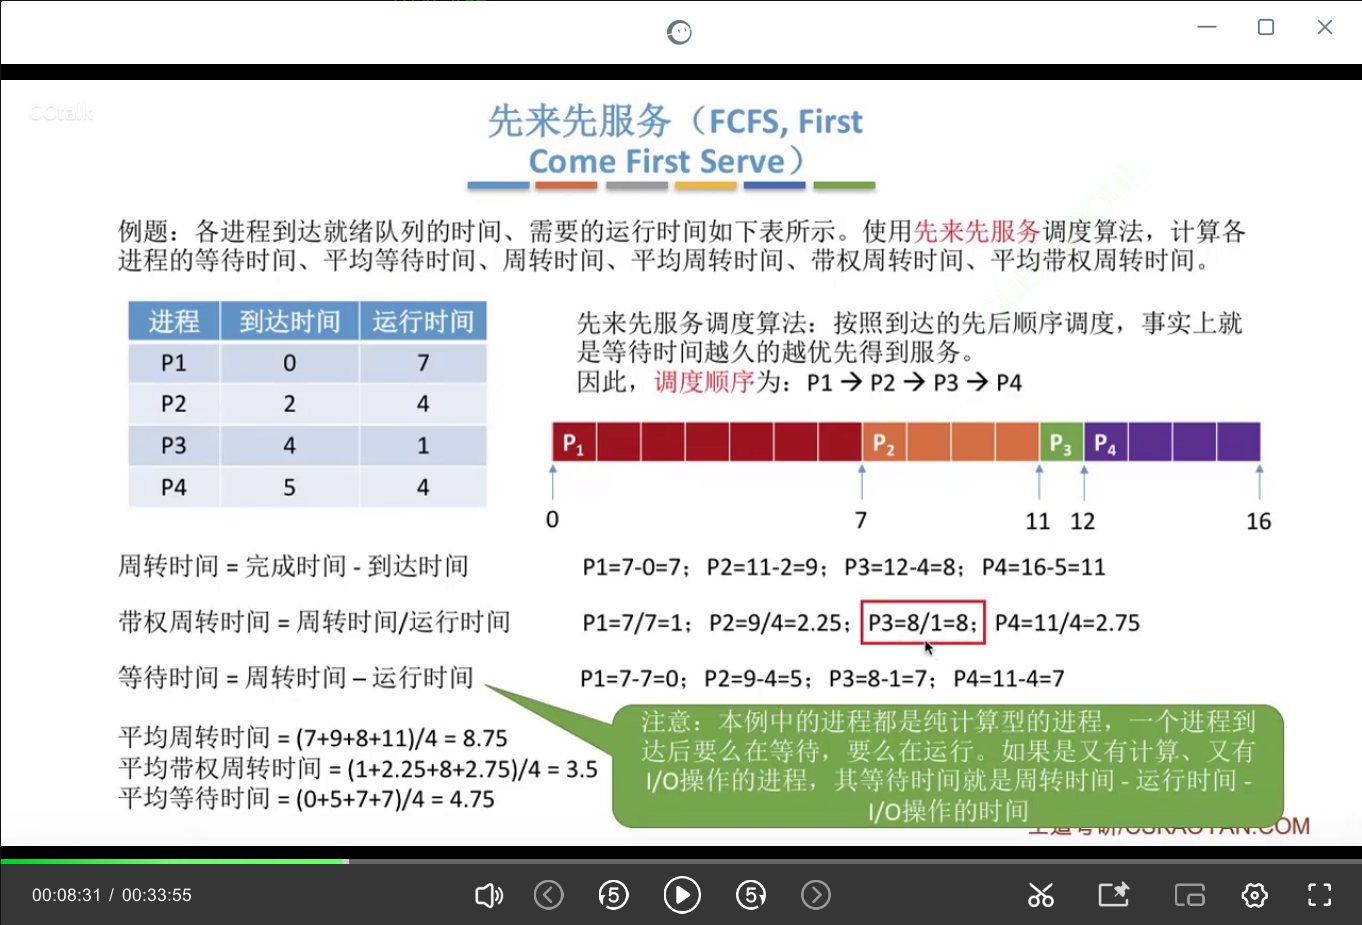 CCtalk
先来先服务（FCFS, First
Come First Serve）
例题：各进程到达就绪队列的时间、需要的运行时间如下表所示。使用先来先服务调度算法，计算各
进程的等待时间、平均等待时间、周转时间、平均周转时间、带权周转时间、平均带权周转时间。
进程 到达时间 运行时间
P1 0 7
P2 2 4
P3 4 1
P4 5 4
先来先服务调度算法：按照到达的先后顺序调度，事实上就
是等待时间越久的越优先得到服务。
因此，调度顺序为：P1 → P2 → P3 → P4
P1 P2 P3 P4
0 7 11 12 16
周转时间 = 完成时间 - 到达时间 P1=7-0=7；P2=11-2=9；P3=12-4=8；P4=16-5=11
带权周转时间 = 周转时间/运行时间 P1=7/7=1；P2=9/4=2.25；P3=8/1=8；P4=11/4=2.75
等待时间 = 周转时间 – 运行时间 P1=7-7=0；P2=9-4=5；P3=8-1=7；P4=11-4=7
平均周转时间 = (7+9+8+11)/4 = 8.75
平均带权周转时间 = (1+2.25+8+2.75)/4 = 3.5
平均等待时间 = (0+5+7+7)/4 = 4.75
注意：本例中的进程都是纯计算型的进程，一个进程到
达后要么在等待，要么在运行。如果是又有计算、又有
I/O操作的进程，其等待时间就是周转时间 - 运行时间 -
I/O操作的时间
王道考研/CSKAOYAN.COM
00:08:31 / 00:33:55
5 5